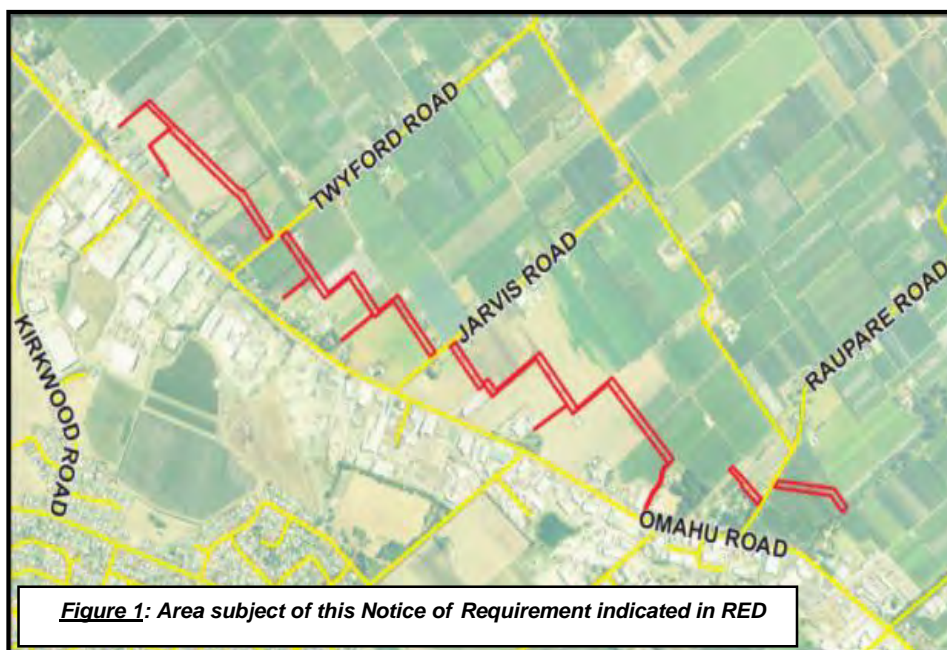 TWYFORD ROAD
JARVIS ROAD
RAUPARE ROAD
KIRKWOOD ROAD
OMAHU ROAD
Figure 1: Area subject of this Notice of Requirement indicated in RED